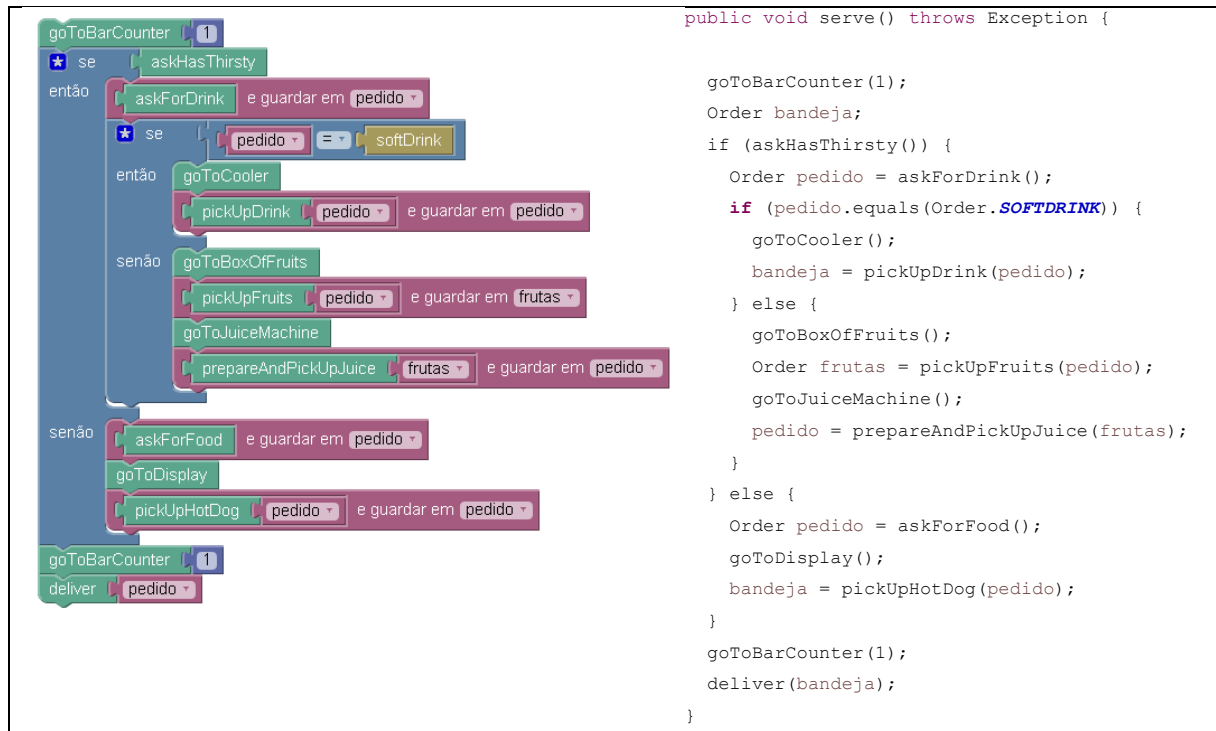 goToBarCounter 1
se askHasThirsty
então askForDrink e guardar em pedido
se pedido = softDrink
então goToCooler
pickUpDrink pedido e guardar em pedido
senão goToBoxOfFruits
pickUpFruits pedido e guardar em frutas
goToJuiceMachine
prepareAndPickUpJuice frutas e guardar em pedido
senão askForFood e guardar em pedido
goToDisplay
pickUpHotDog pedido e guardar em pedido
goToBarCounter 1
deliver pedido
public void serve() throws Exception {
goToBarCounter(1);
Order bandeja;
if (askHasThirsty()) {
Order pedido = askForDrink();
if (pedido.equals(Order.SOFTDRINK)) {
goToCooler();
bandeja = pickUpDrink(pedido);
} else {
goToBoxOfFruits();
Order frutas = pickUpFruits(pedido);
goToJuiceMachine();
pedido = prepareAndPickUpJuice(frutas);
}
} else {
Order pedido = askForFood();
goToDisplay();
bandeja = pickUpHotDog(pedido);
}
goToBarCounter(1);
deliver(bandeja);
}